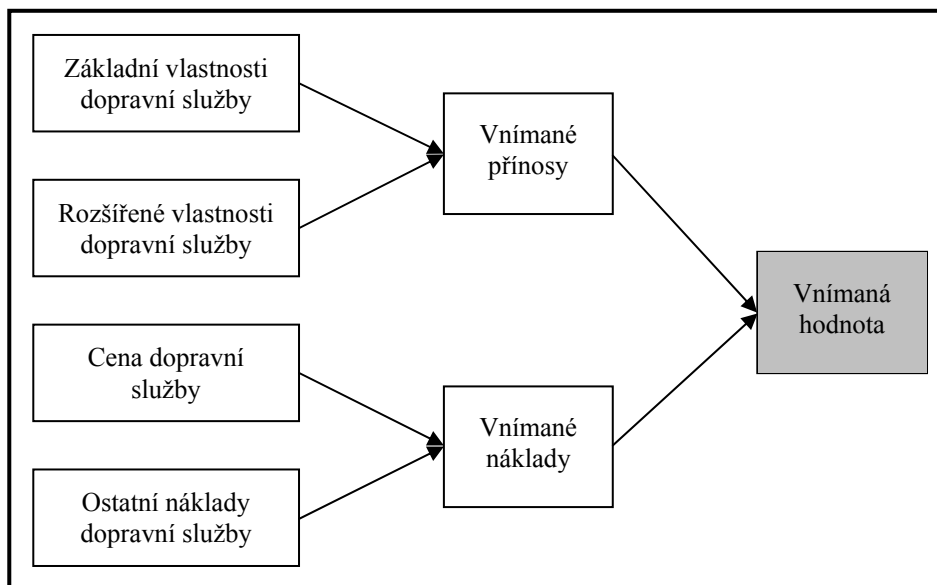 Základní vlastnosti
dopravní služby
Rozšířené vlastnosti
dopravní služby
Cena dopravní
služby
Ostatní náklady
dopravní služby
Vnímané
přínosy
Vnímané
náklady
Vnímaná
hodnota